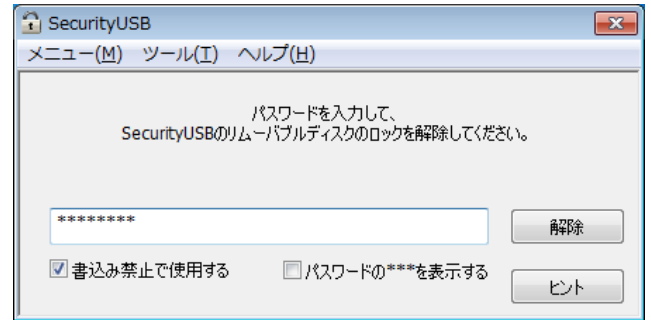 SecurityUSB
メニュー(M) ツール(T) ヘルプ(H)
パスワードを入力して、
SecurityUSBのリムーバブルディスクのロックを解除してください。
******** 解除
書込み禁止で使用する パスワードの***を表示する
ヒント